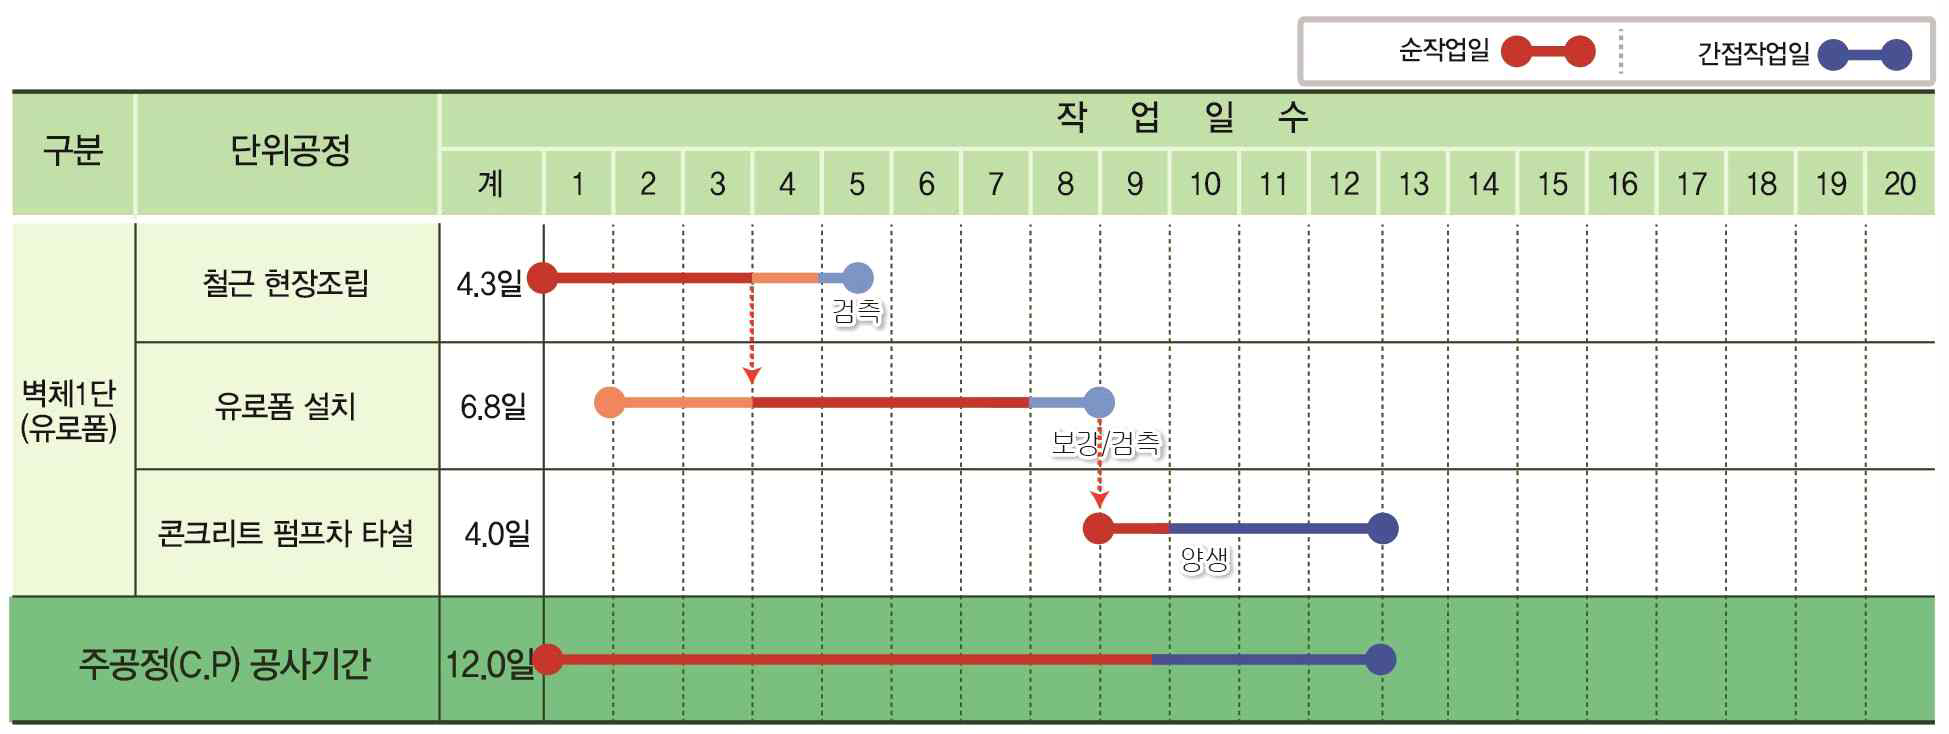 순작업일
간접작업일
구분
단위공정
작 업 일 수
계 1 2 3 4 5 6 7 8 9 10 11 12 13 14 15 16 17 18 19 20
벽체1단
(유로폼)
철근 현장조립
4.3일
검측
유로폼 설치
6.8일
보강/검측
콘크리트 펌프차 타설
4.0일
양생
주공정(C.P) 공사기간
12.0일